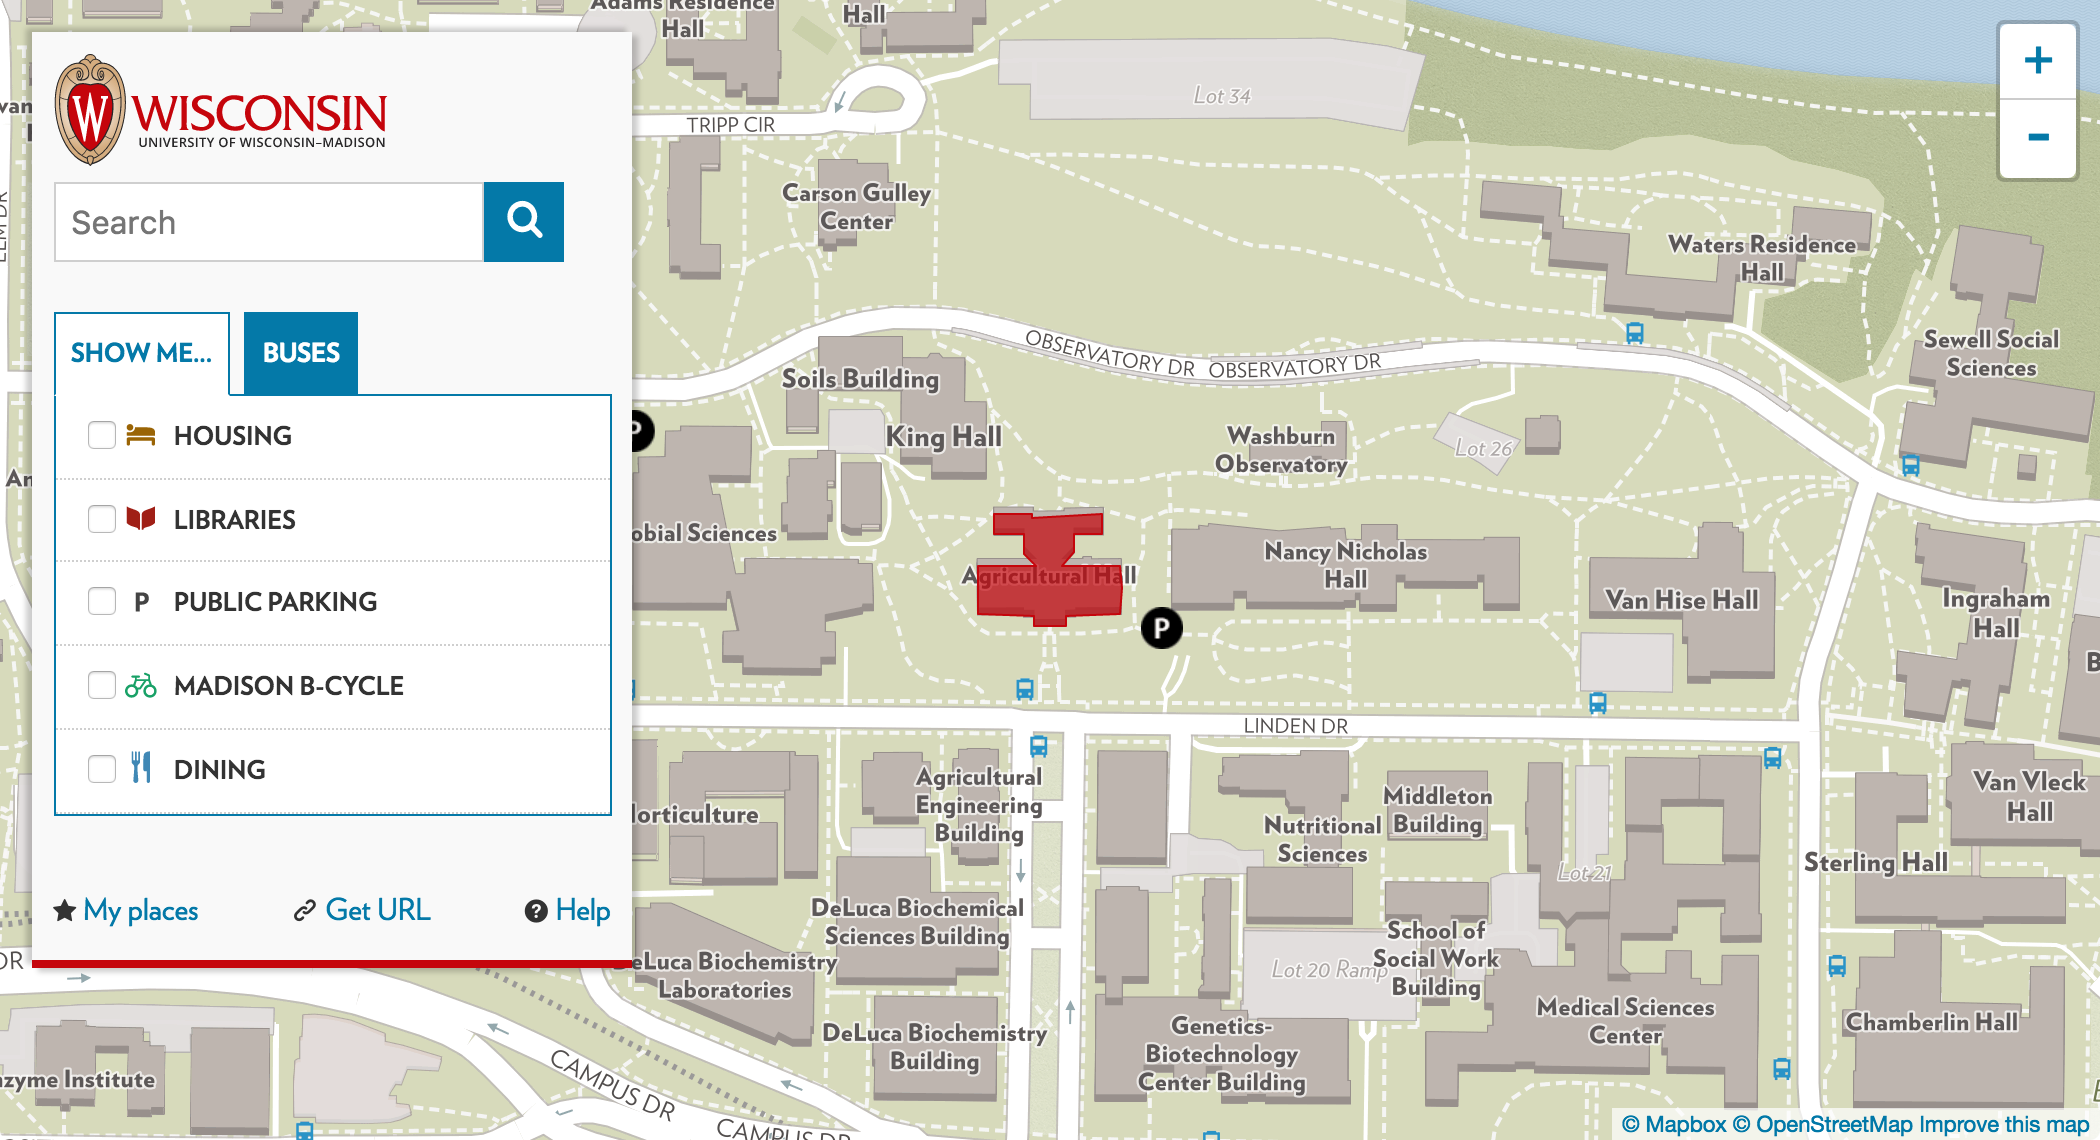 Adams Residence
Hall
Hall
Lot 34
TRIPP CIR
W
WISCONSIN
UNIVERSITY OF WISCONSIN–MADISON
Search
SHOW ME...
BUSES
HOUSING
LIBRARIES
P
PUBLIC PARKING
MADISON B-CYCLE
DINING
My places
Get URL
? Help
+
-
Carson Gulley
Center
Waters Residence
Hall
Sewell Social
Sciences
OBSERVATORY DR
OBSERVATORY DR
Soils Building
King Hall
Washburn
Observatory
Lot 26
P
obial Sciences
Agricultural Hall
Nancy Nicholas
Hall
Van Hise Hall
Ingraham
Hall
P
LINDEN DR
Agricultural
Engineering
Building
orticulture
Nutritional
Sciences
Middleton
Building
Lot 21
Van Vleck
Hall
Sterling Hall
DeLuca Biochemical
Sciences Building
DeLuca Biochemistry
Laboratories
School of
Social Work
Building
Lot 20 Ramp
DeLuca Biochemistry
Building
Genetics-
Biotechnology
Center Building
Medical Sciences
Center
Chamberlin Hall
zyme Institute
DR
CAMPUS DR
CAMPUS DR
© Mapbox © OpenStreetMap Improve this map